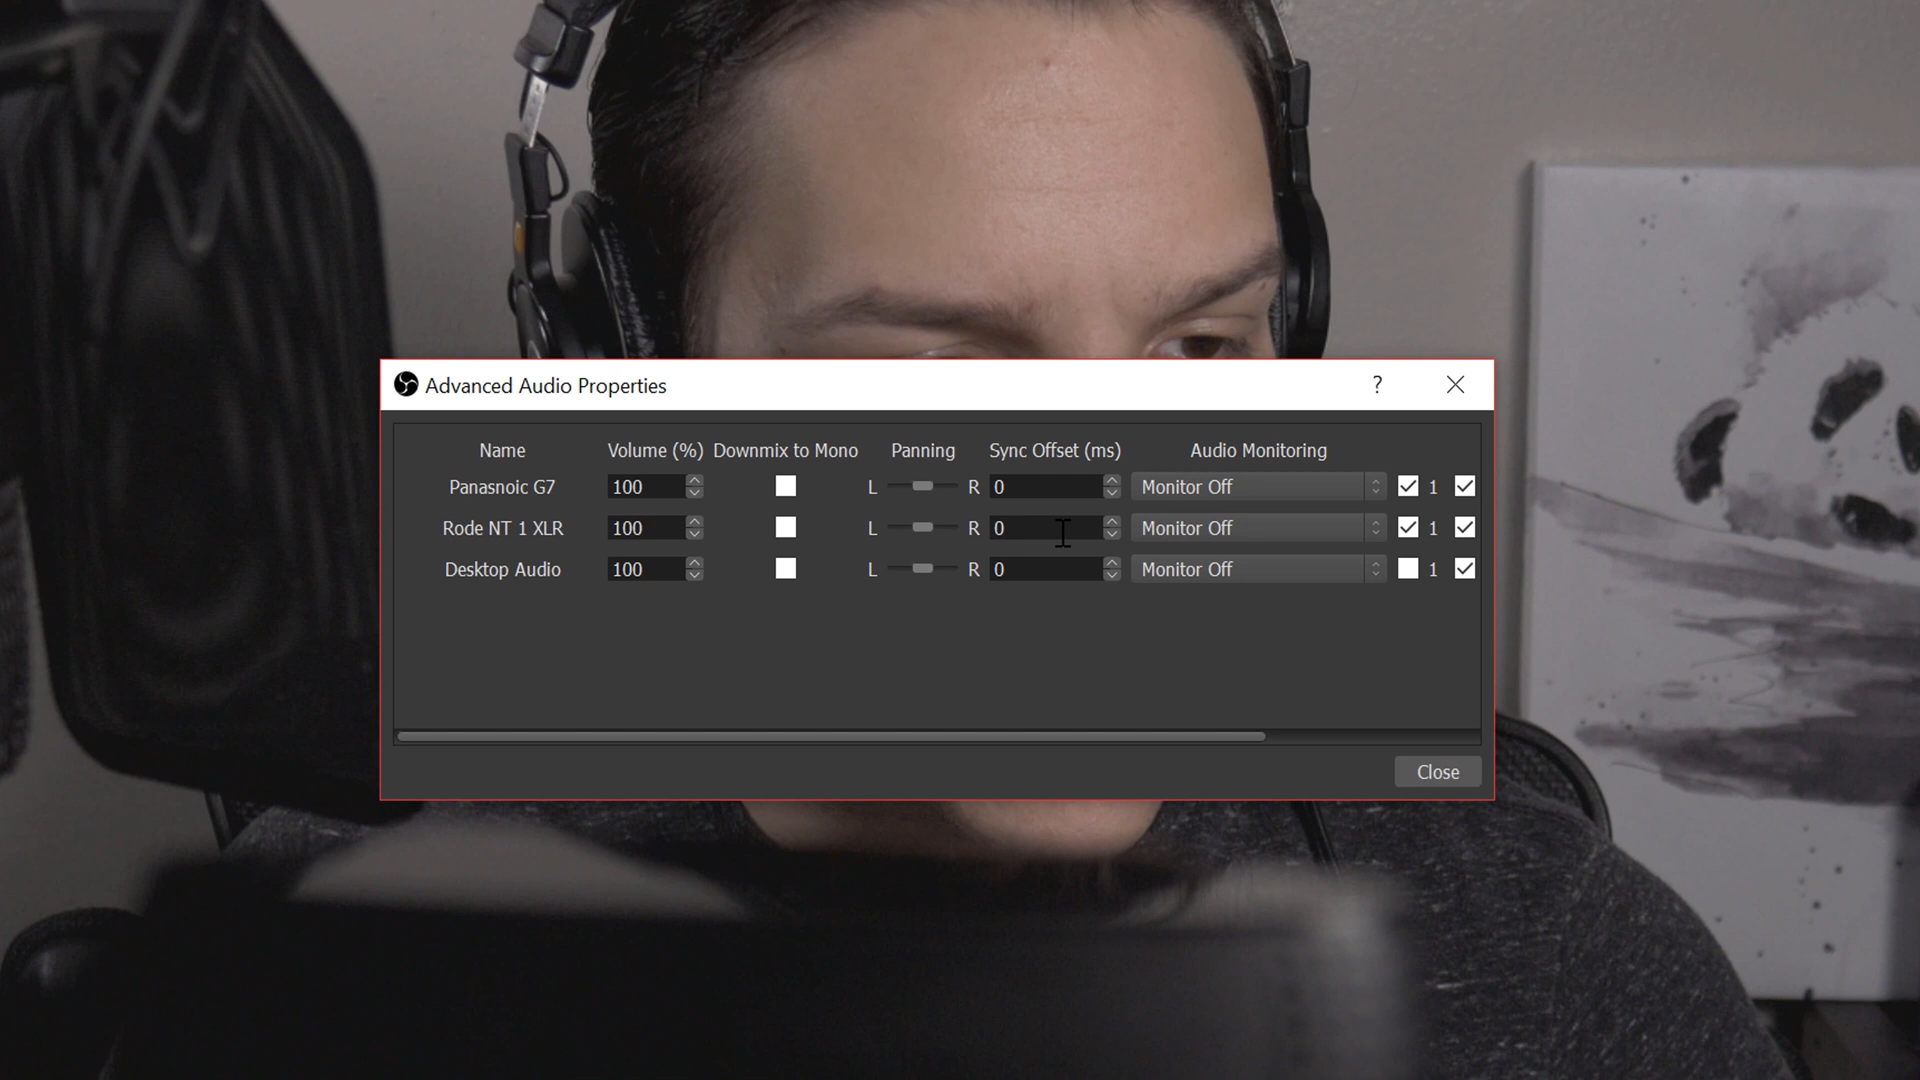 Advanced Audio Properties ?
Name Volume (%) Downmix to Mono Panning Sync Offset (ms) Audio Monitoring
Panasnoic G7 100 L R 0 Monitor Off 1
Rode NT 1 XLR 100 L R 0 Monitor Off 1
Desktop Audio 100 L R 0 Monitor Off 1
Close